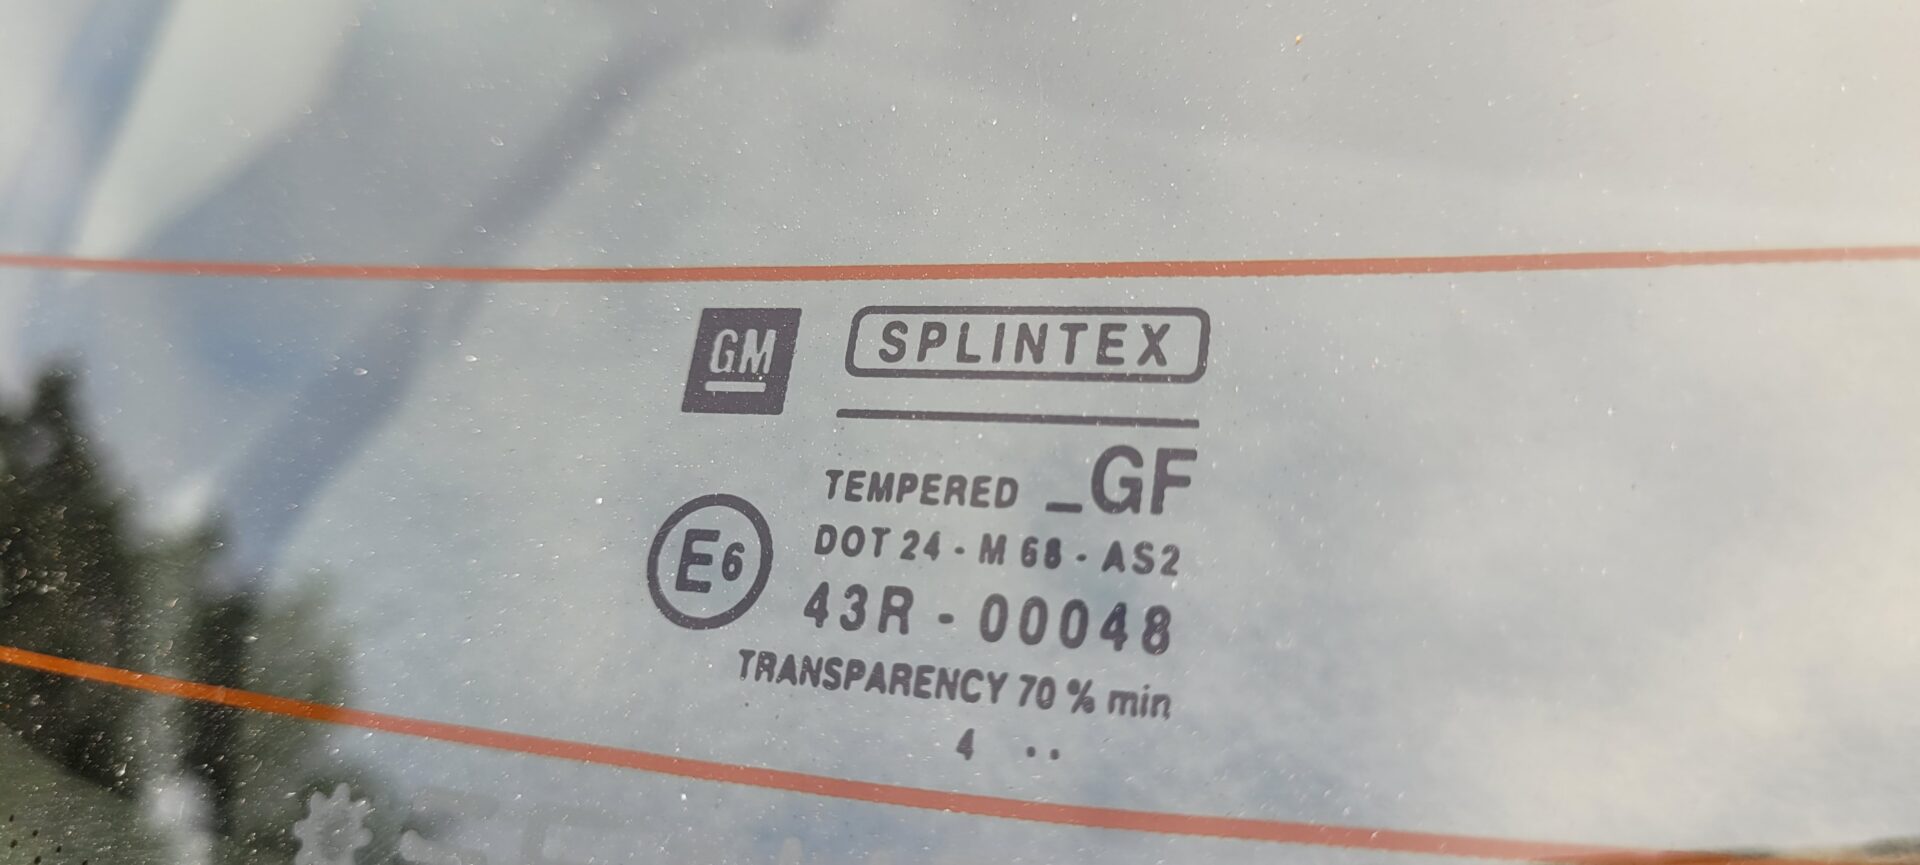 GM
SPLINTEX
TEMPERED _GF
E6
DOT 24 - M 68 - AS2
43R - 00048
TRANSPARENCY 70 % min
4 ..